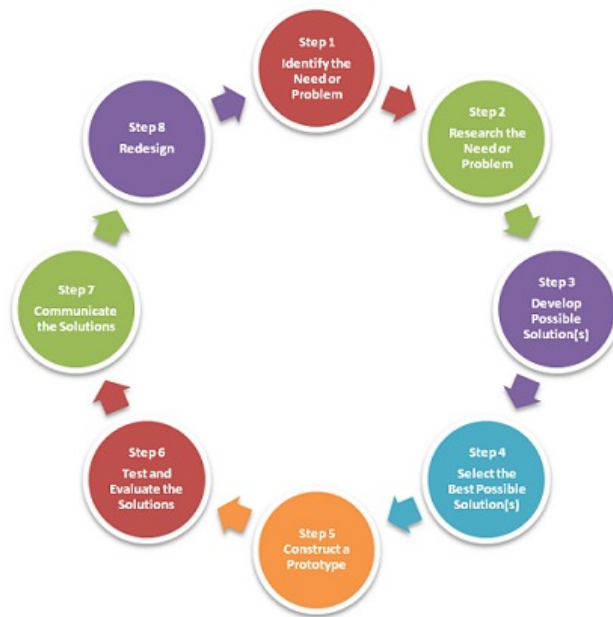 Step 1
Identify the
Need or
Problem
Step 2
Research the
Need or
Problem
Step 3
Develop
Possible
Solution(s)
Step 4
Select the
Best Possible
Solution(s)
Step 5
Construct a
Prototype
Step 6
Test and
Evaluate the
Solutions
Step 7
Communicate
the Solutions
Step 8
Redesign